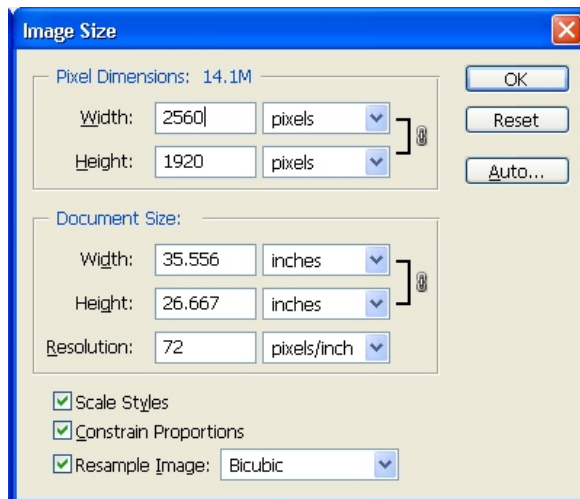 Image Size
Pixel Dimensions: 14.1M
Width: 2560 pixels
Height: 1920 pixels
OK
Reset
Auto...
Document Size:
Width: 35.556 inches
Height: 26.667 inches
Resolution: 72 pixels/inch
Scale Styles
Constrain Proportions
Resample Image: Bicubic